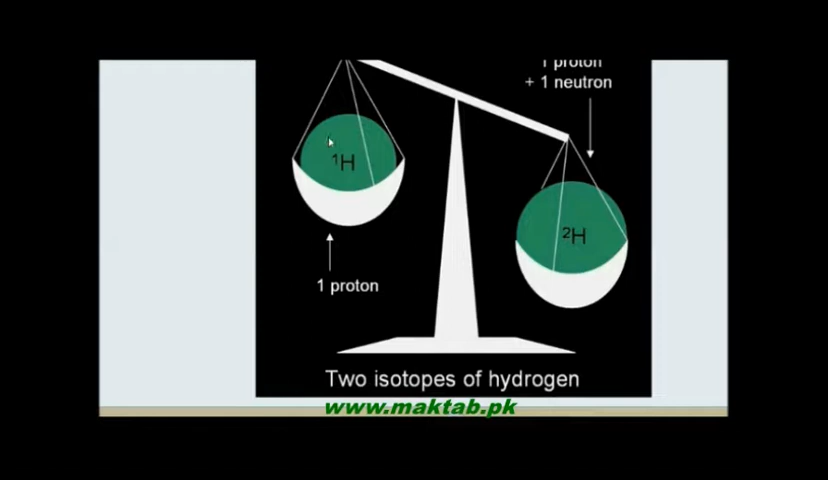 1 proton
+ 1 neutron
¹H
²H
1 proton
Two isotopes of hydrogen
www.maktab.pk